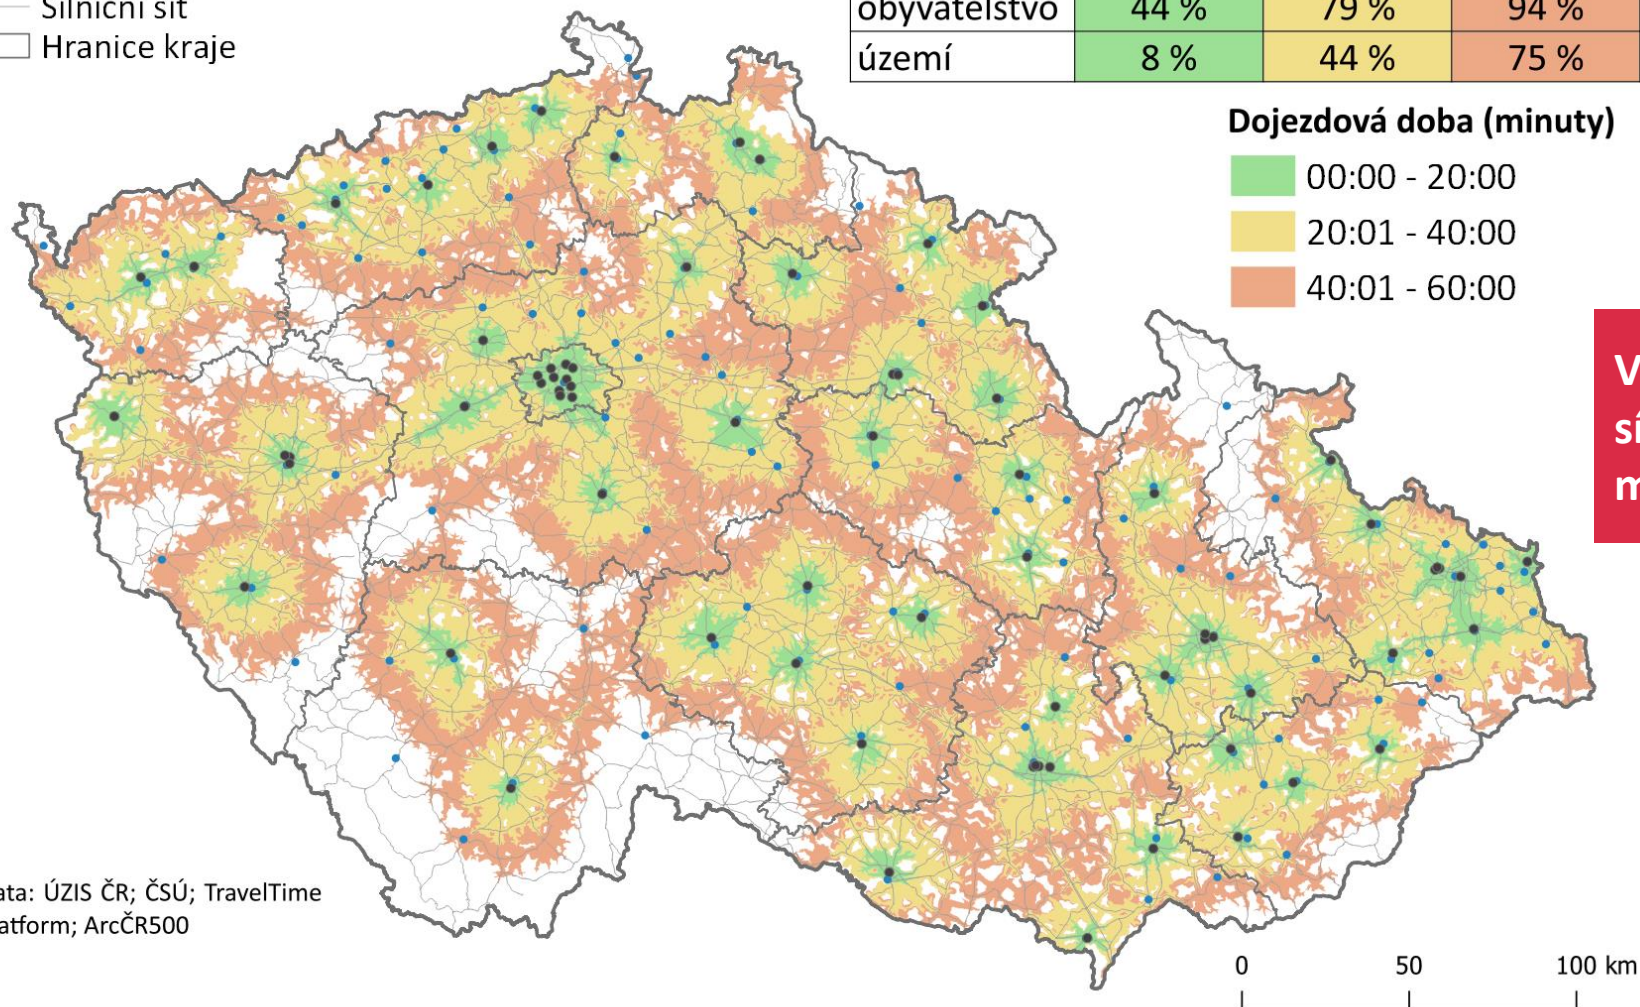 Silniční síť
Hranice kraje
obyvatelstvo 44 % 79 % 94 %
území 8 % 44 % 75 %
Dojezdová doba (minuty)
00:00 - 20:00
20:01 - 40:00
40:01 - 60:00
V
sí
m
ata: ÚZIS ČR; ČSÚ; TravelTime
atform; ArcČR500
0 50 100 km